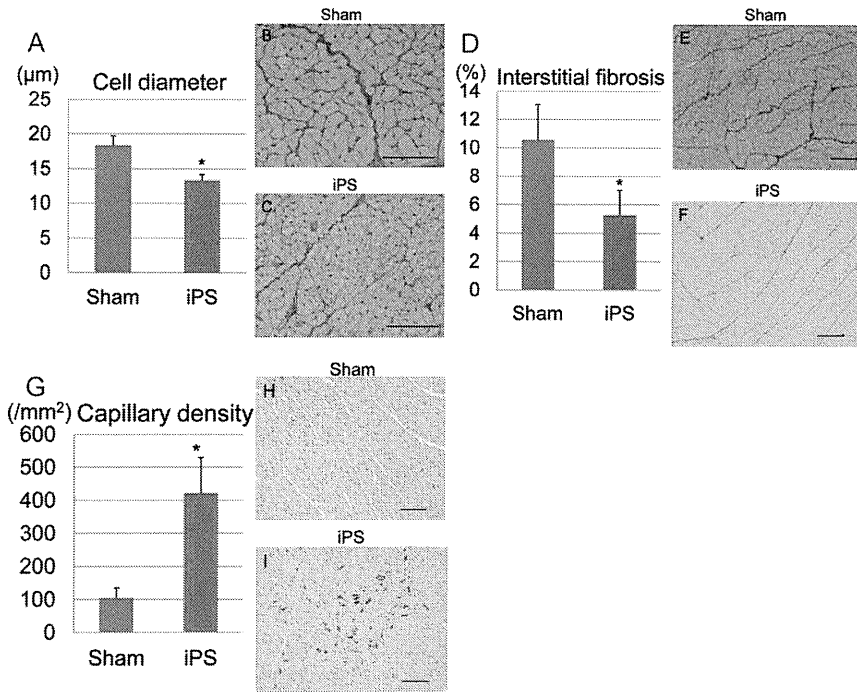 A
(μm)
Cell diameter
25
20
15
10
5
0
*
Sham
iPS
Sham
B
iPS
C
D
(%)
Interstitial fibrosis
14
12
10
8
6
4
2
0
*
Sham
iPS
Sham
E
iPS
F
G
(/mm²)
Capillary density
600
500
400
300
200
100
0
*
Sham
iPS
Sham
H
iPS
I